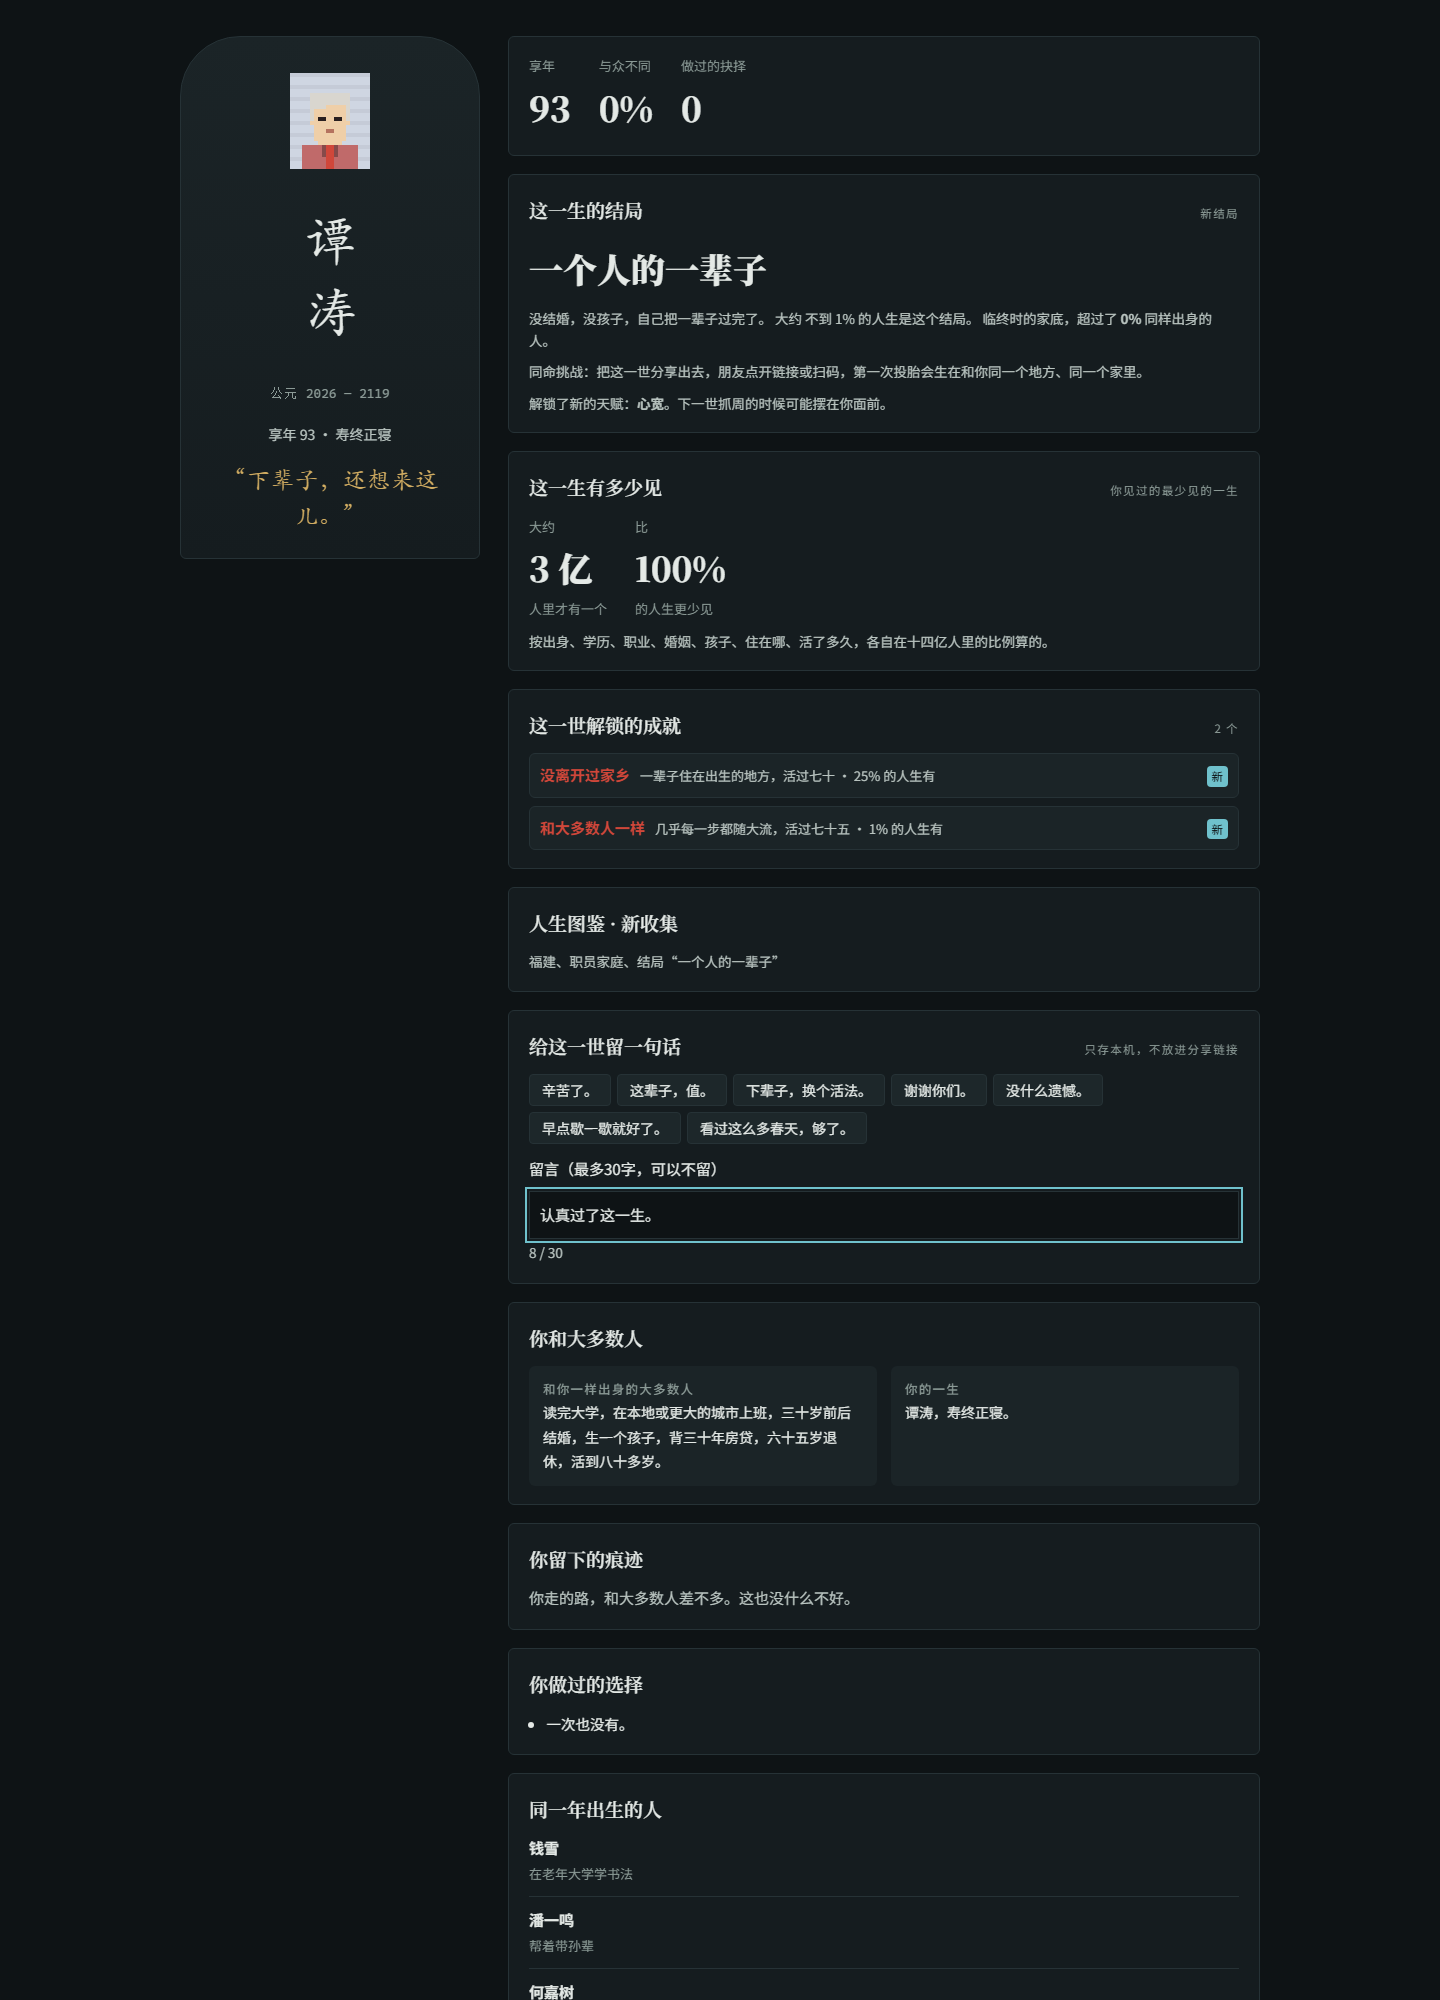 谭
涛
公元 2026 — 2119
享年 93 · 寿终正寝
“下辈子，还想来这
儿。”
享年
与众不同
做过的抉择
93
0%
0
这一生的结局
新结局
一个人的一辈子
没结婚，没孩子，自己把一辈子过完了。 大约 不到 1% 的人生是这个结局。 临终时的家底，超过了 0% 同样出身的
人。
同命挑战：把这一世分享出去，朋友点开链接或扫码，第一次投胎会生在和你同一个地方、同一个家里。
解锁了新的天赋：心宽。下一世抓周的时候可能摆在你面前。
这一生有多少见
你见过的最少见的一生
大约
比
3 亿
100%
人里才有一个
的人生更少见
按出身、学历、职业、婚姻、孩子、住在哪、活了多久，各自在十四亿人里的比例算的。
这一世解锁的成就
2 个
没离开过家乡 一辈子住在出生的地方，活过七十 · 25% 的人生有
新
和大多数人一样 几乎每一步都随大流，活过七十五 · 1% 的人生有
新
人生图鉴 · 新收集
福建、职员家庭、结局“一个人的一辈子”
给这一世留一句话
只存本机，不放进分享链接
辛苦了。
这辈子，值。
下辈子，换个活法。
谢谢你们。
没什么遗憾。
早点歇一歇就好了。
看过这么多春天，够了。
留言（最多30字，可以不留）
认真过了这一生。
8 / 30
你和大多数人
和你一样出身的大多数人
读完大学，在本地或更大的城市上班，三十岁前后
结婚，生一个孩子，背三十年房贷，六十五岁退
休，活到八十多岁。
你的一生
谭涛，寿终正寝。
你留下的痕迹
你走的路，和大多数人差不多。这也没什么不好。
你做过的选择
一次也没有。
同一年出生的人
钱雪
在老年大学学书法
潘一鸣
帮着带孙辈
何嘉树